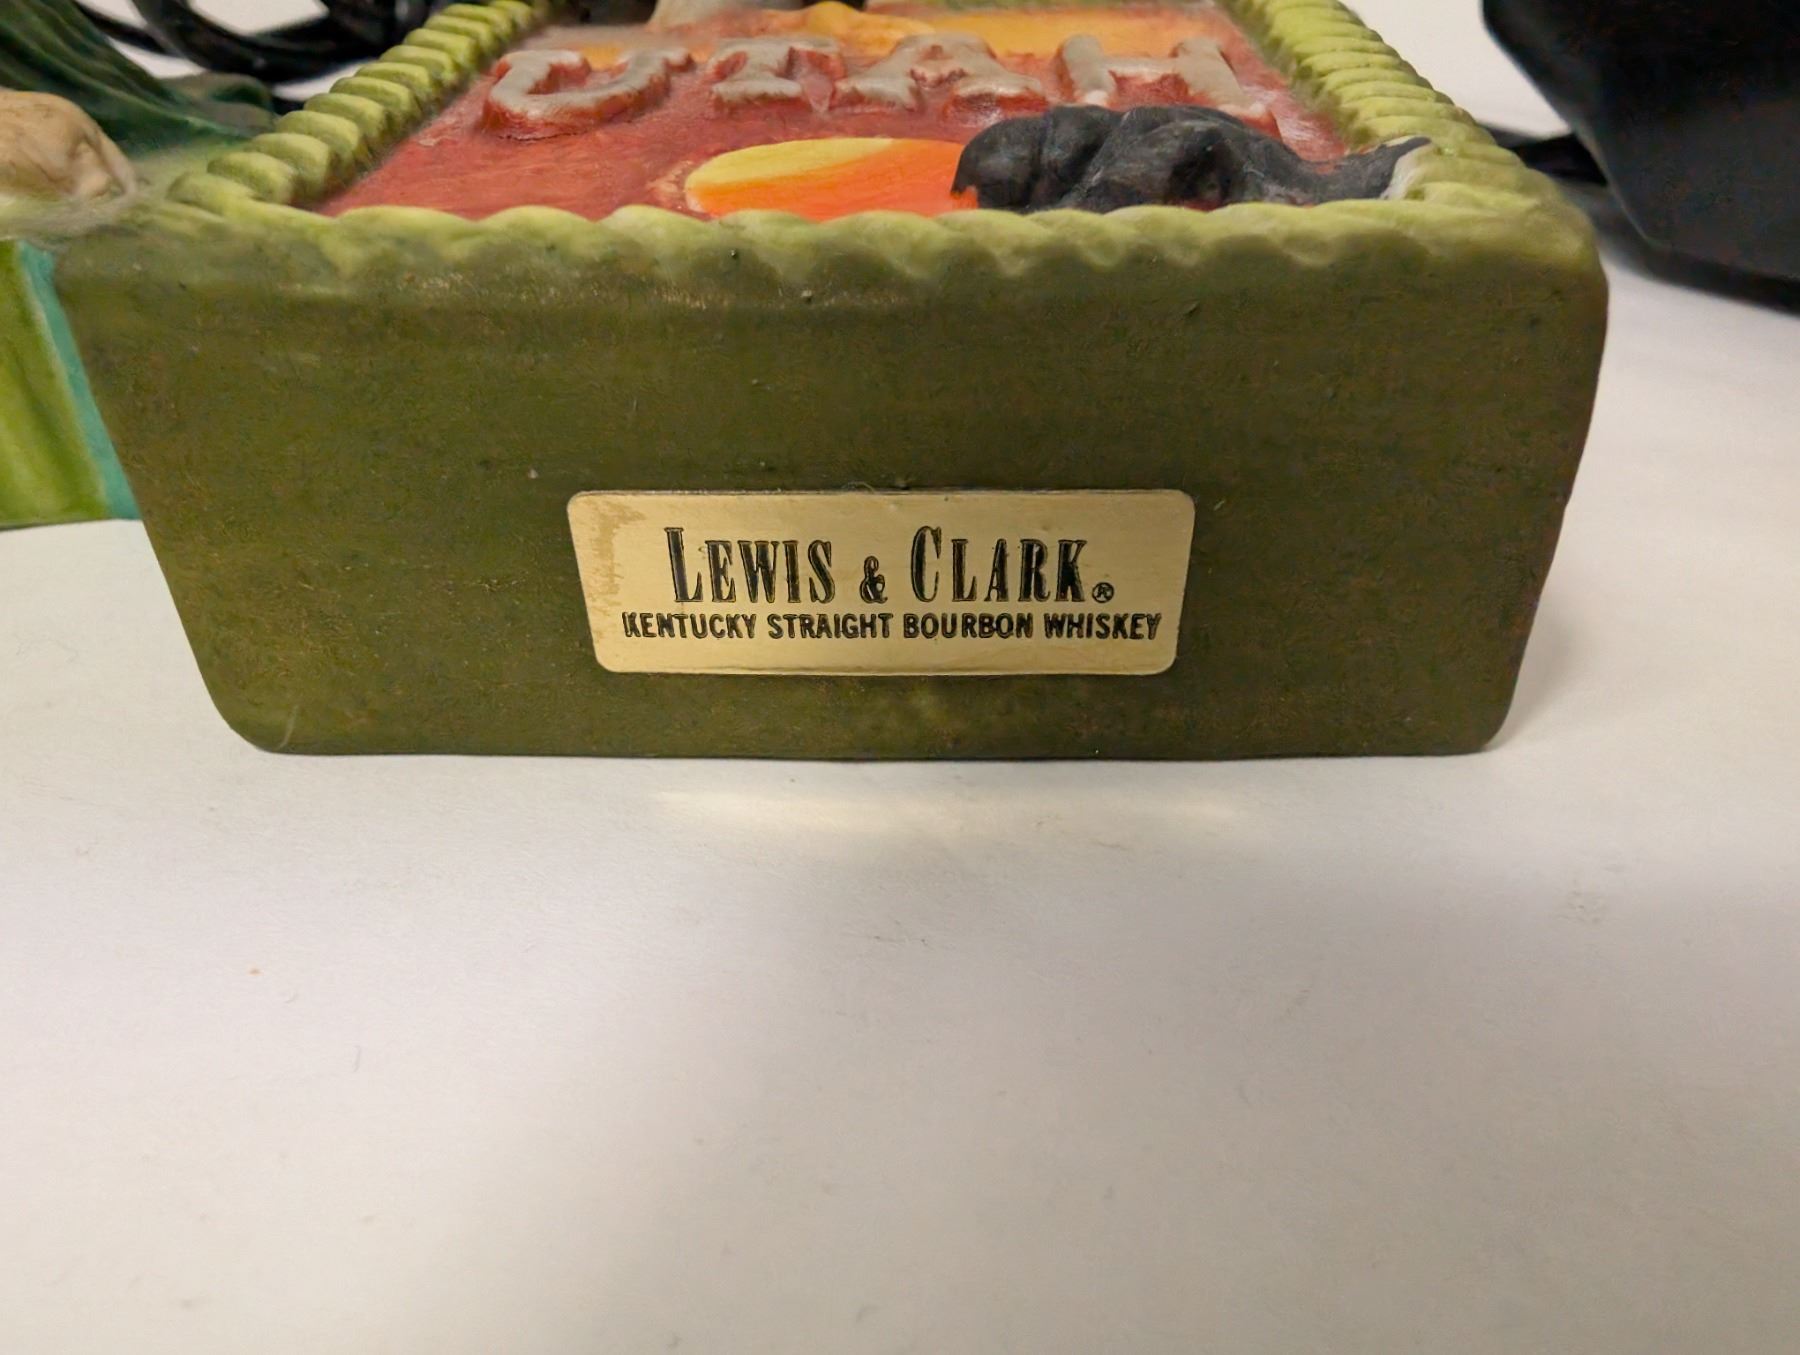 UTAH
LEWIS & CLARK®
KENTUCKY STRAIGHT BOURBON WHISKEY